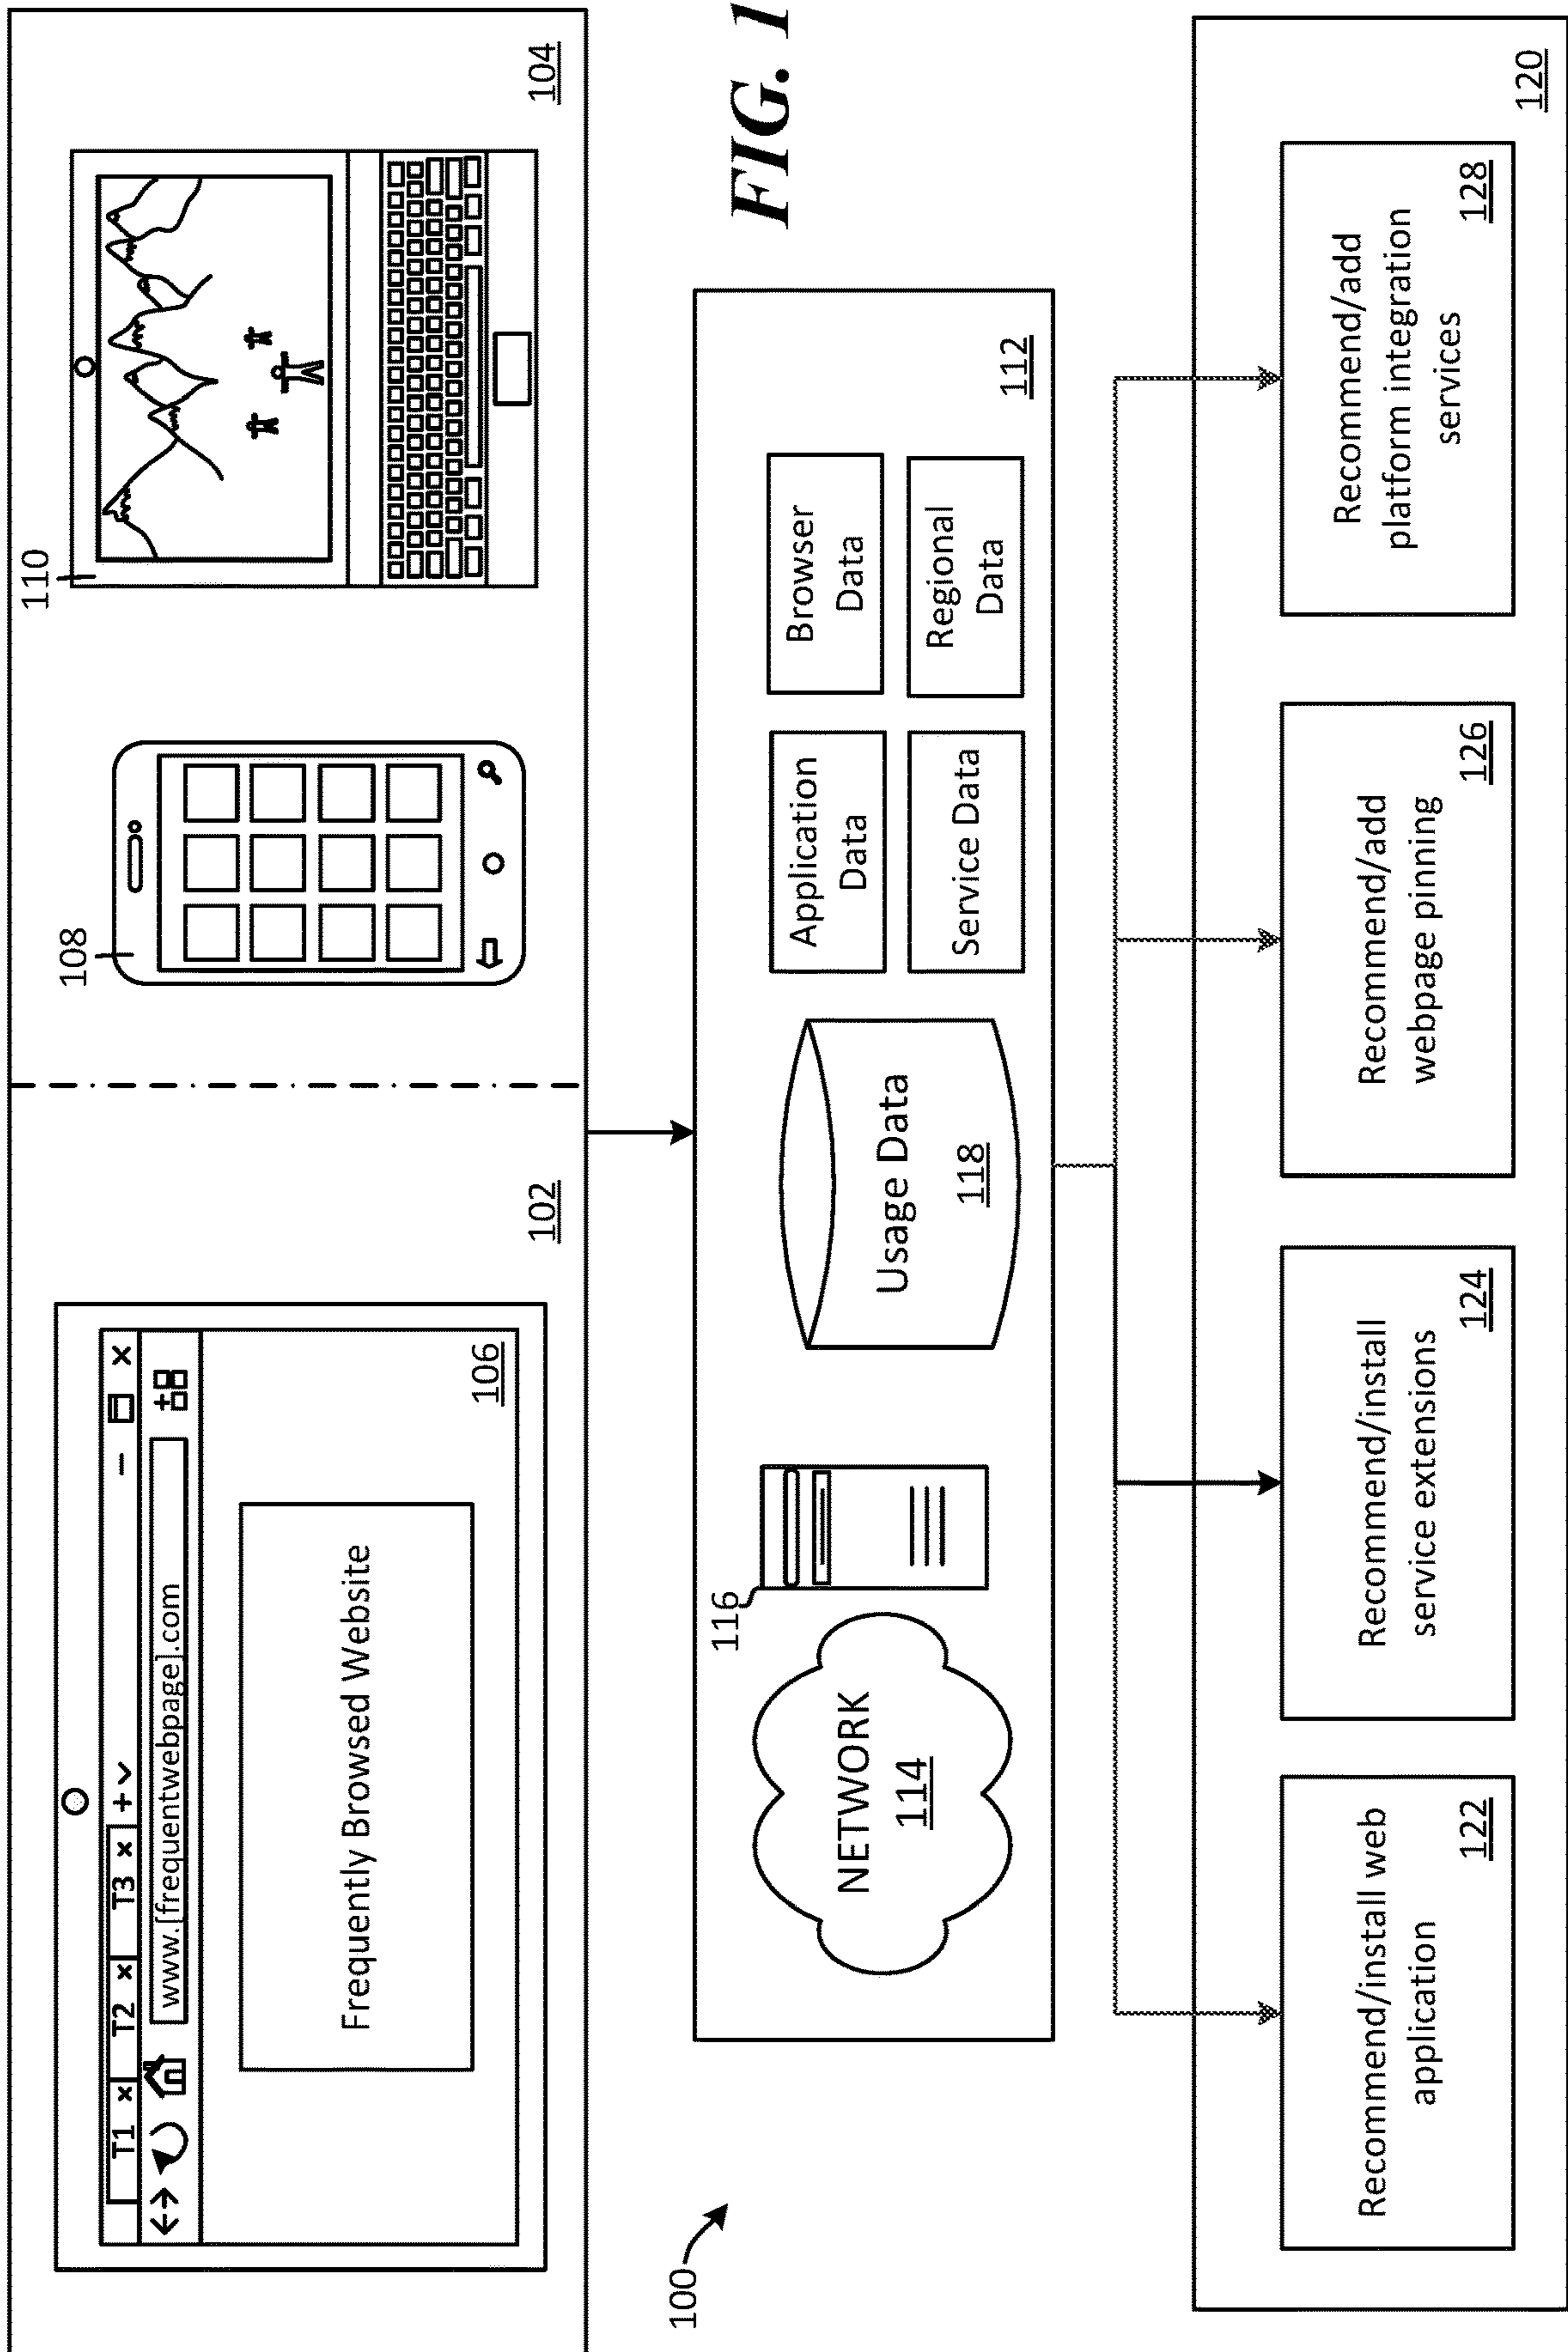 T1 x
T2 x
T3 x
+
x
www.[frequentwebpage].com
Frequently Browsed Website
106
102
108
110
104
116
NETWORK
114
Usage Data
118
Application
Data
Browser
Data
Service Data
Regional
Data
112
100
FIG. 1
Recommend/install web
application
122
Recommend/install
service extensions
124
Recommend/add
webpage pinning
126
Recommend/add
platform integration
services
128
120